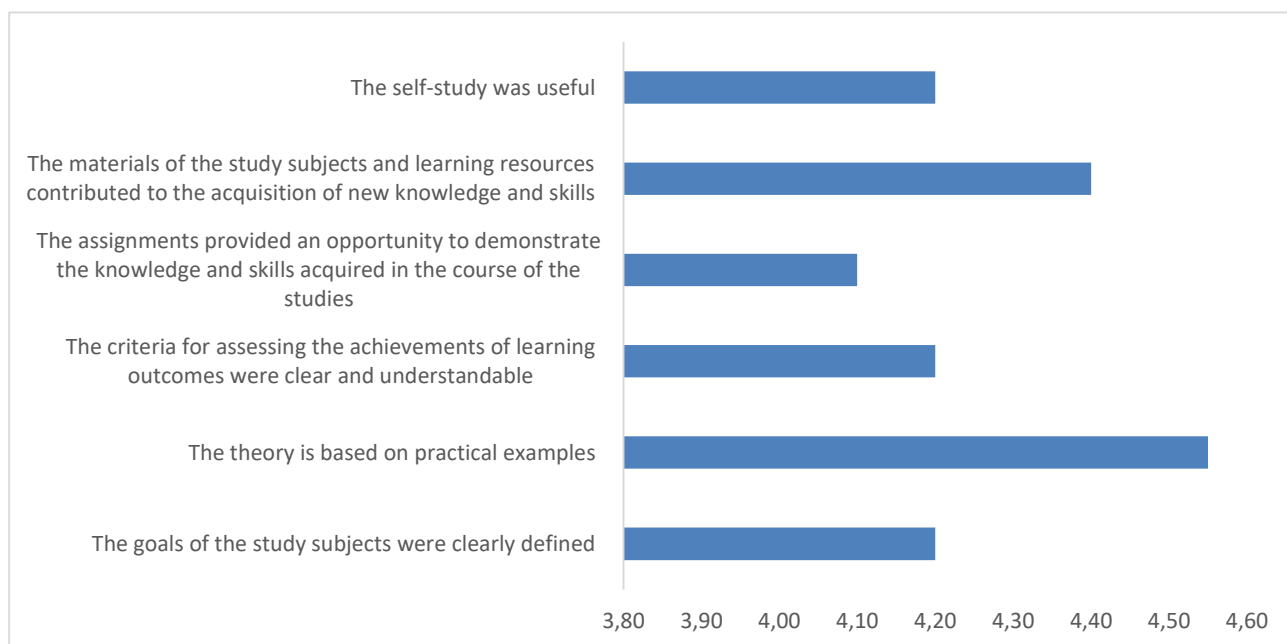 The self-study was useful
The materials of the study subjects and learning resources
contributed to the acquisition of new knowledge and skills
The assignments provided an opportunity to demonstrate
the knowledge and skills acquired in the course of the
studies
The criteria for assessing the achievements of learning
outcomes were clear and understandable
The theory is based on practical examples
The goals of the study subjects were clearly defined
3,80 3,90 4,00 4,10 4,20 4,30 4,40 4,50 4,60